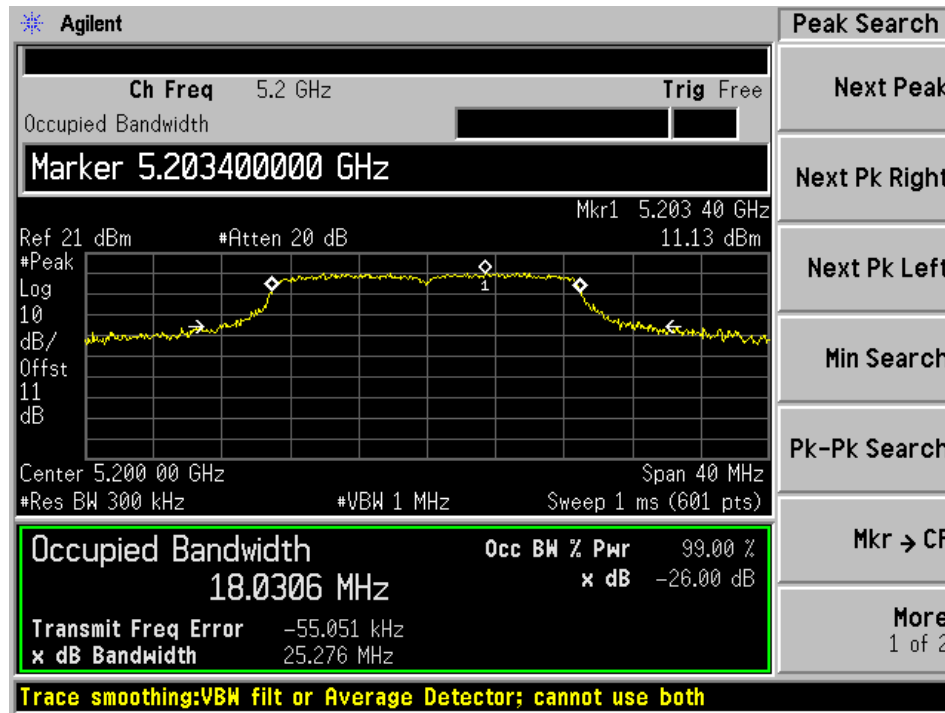 Agilent
Peak Search
Ch Freq 5.2 GHz Trig Free
Occupied Bandwidth
Marker 5.203400000 GHz
Mkr1 5.203 40 GHz
Ref 21 dBm #Atten 20 dB 11.13 dBm
#Peak
Log
10
dB/
Offst
11
dB
1
Center 5.200 00 GHz Span 40 MHz
#Res BW 300 kHz #VBW 1 MHz Sweep 1 ms (601 pts)
Occupied Bandwidth
18.0306 MHz
Occ BW % Pwr 99.00 %
x dB -26.00 dB
Transmit Freq Error -55.051 kHz
x dB Bandwidth 25.276 MHz
Trace smoothing:VBW filt or Average Detector; cannot use both
Next Peak
Next Pk Right
Next Pk Left
Min Search
Pk-Pk Search
Mkr → CF
More
1 of 2